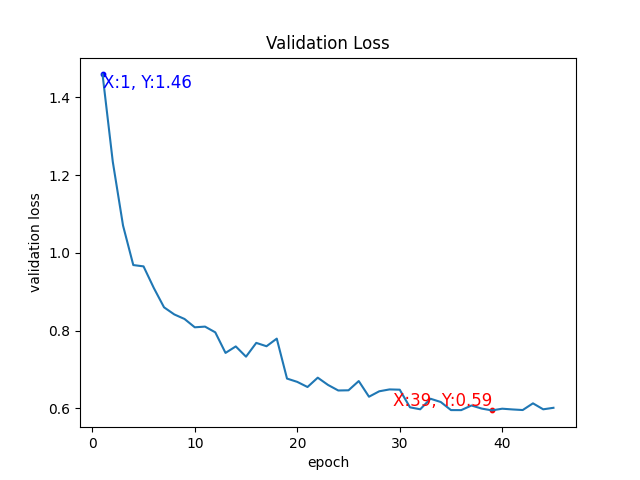 Validation Loss
X:1, Y:1.46
1.4
1.2
1.0
0.8
0.6
validation loss
X:39, Y:0.59
0 10 20 30 40
epoch